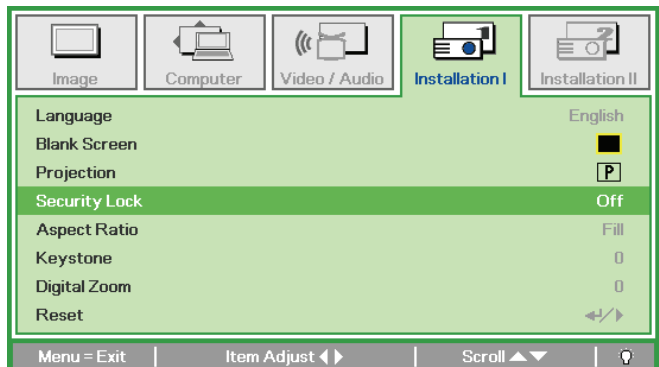 Image Computer Video / Audio Installation I Installation II
Language English
Blank Screen
Projection P
Security Lock Off
Aspect Ratio Fill
Keystone 0
Digital Zoom 0
Reset
Menu = Exit Item Adjust Scroll